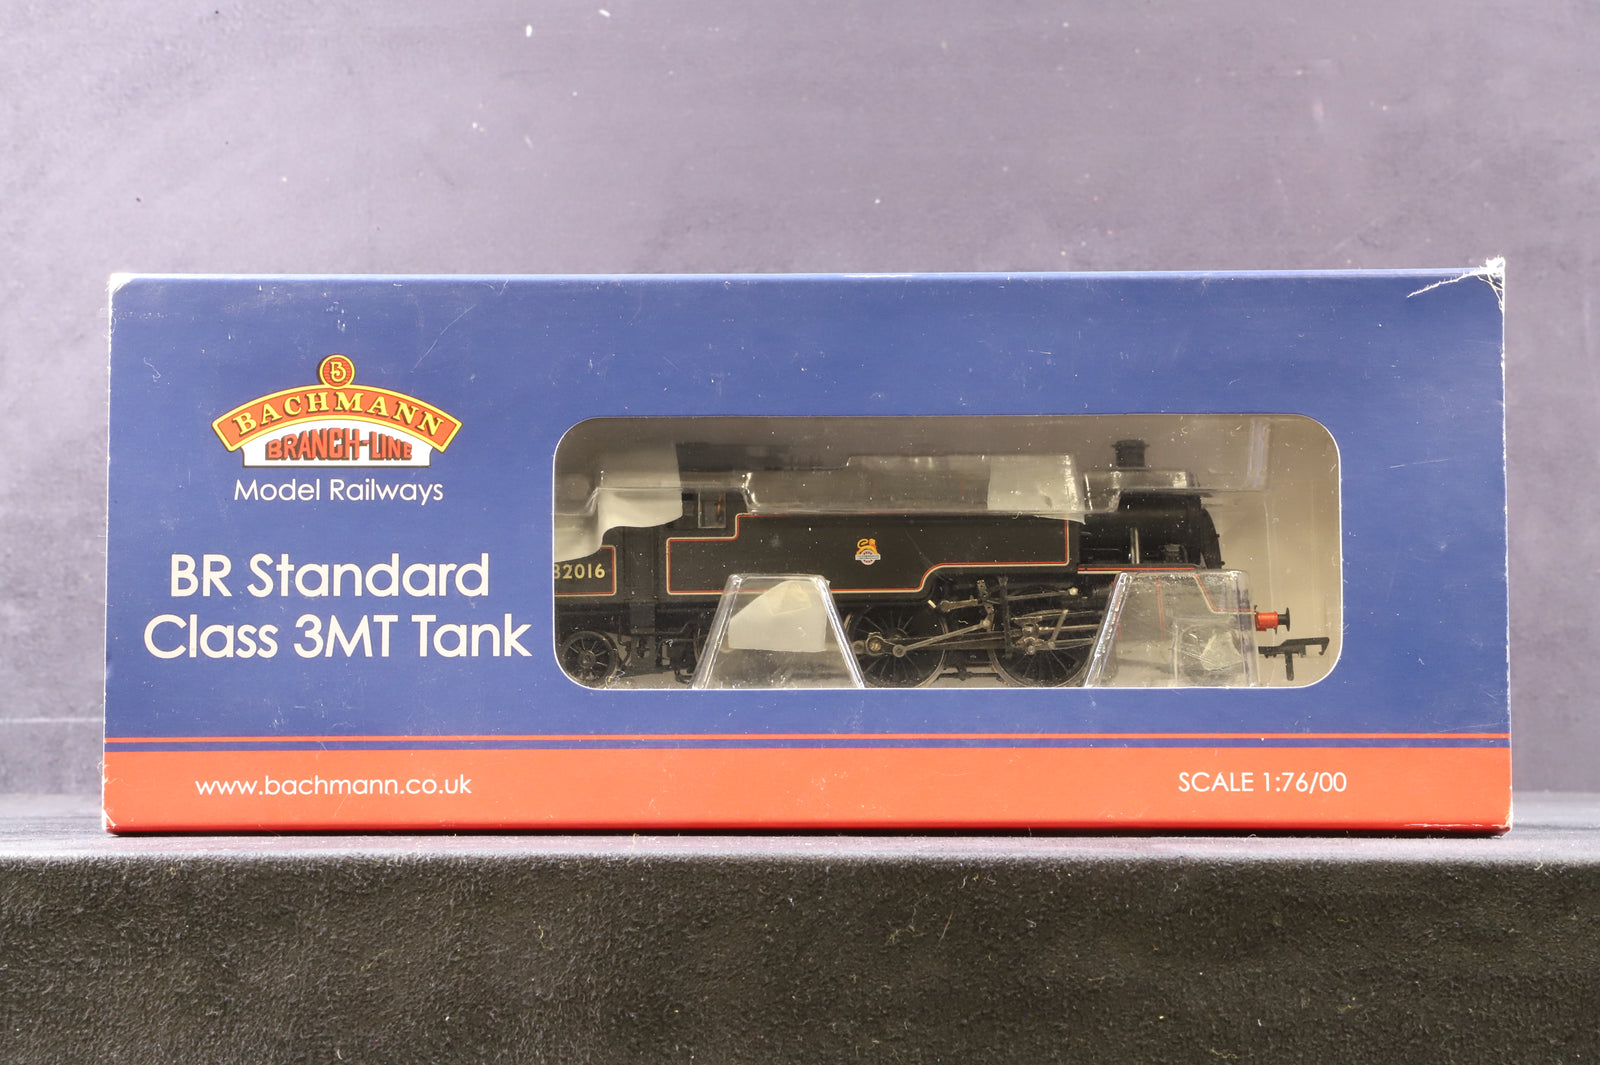 B
BACHMANN
BRANCH-LINE
Model Railways
BR Standard
Class 3MT Tank
82016
www.bachmann.co.uk
SCALE 1:76/00